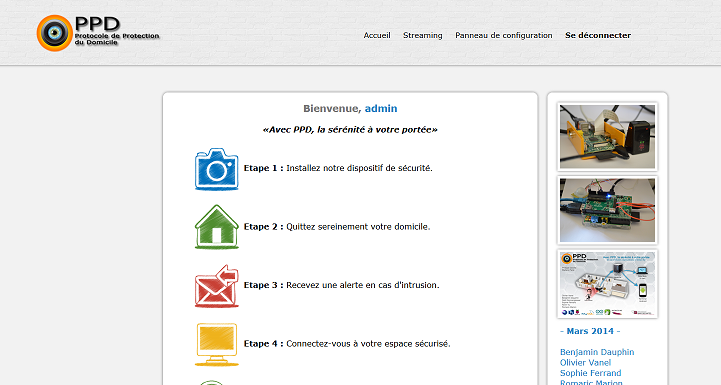 PPD
Protocole de Protection
du Domicile
Accueil Streaming Panneau de configuration Se déconnecter
Bienvenue, admin
«Avec PPD, la sérénité à votre portée»
Etape 1 : Installez notre dispositif de sécurité.
Etape 2 : Quittez sereinement votre domicile.
Etape 3 : Recevez une alerte en cas d'intrusion.
Etape 4 : Connectez-vous à votre espace sécurisé.
PPD
- Mars 2014 -
Benjamin Dauphin
Olivier Vanel
Sophie Ferrand
Romaric Marion